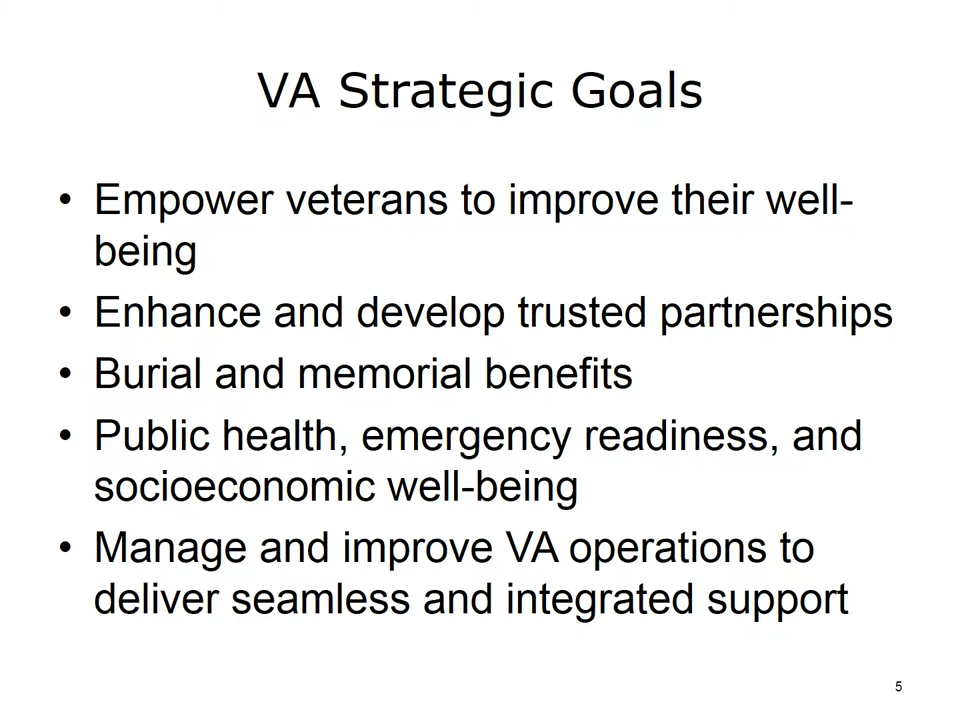 VA Strategic Goals
• Empower veterans to improve their well-
being
• Enhance and develop trusted partnerships
• Burial and memorial benefits
• Public health, emergency readiness, and
socioeconomic well-being
• Manage and improve VA operations to
deliver seamless and integrated support
5